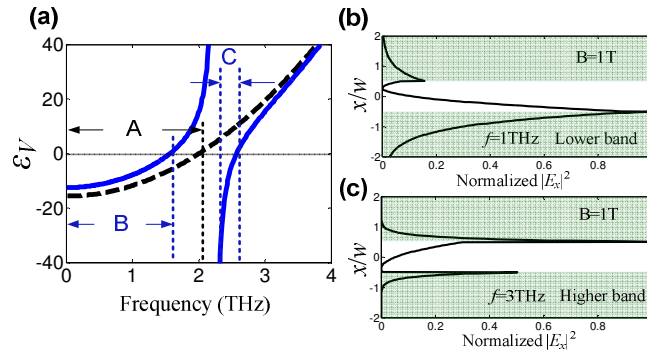 (a)
40
20
0
-20
-40
ε_V
A
B
C
0
1
2
3
4
Frequency (THz)
(b)
2
1
0
-1
-2
x/w
B=1T
f=1THz Lower band
0
0.2
0.4
0.6
0.8
Normalized |E_x|²
(c)
2
1
0
-1
-2
x/w
B=1T
f=3THz Higher band
0
0.2
0.4
0.6
0.8
Normalized |E_x|²